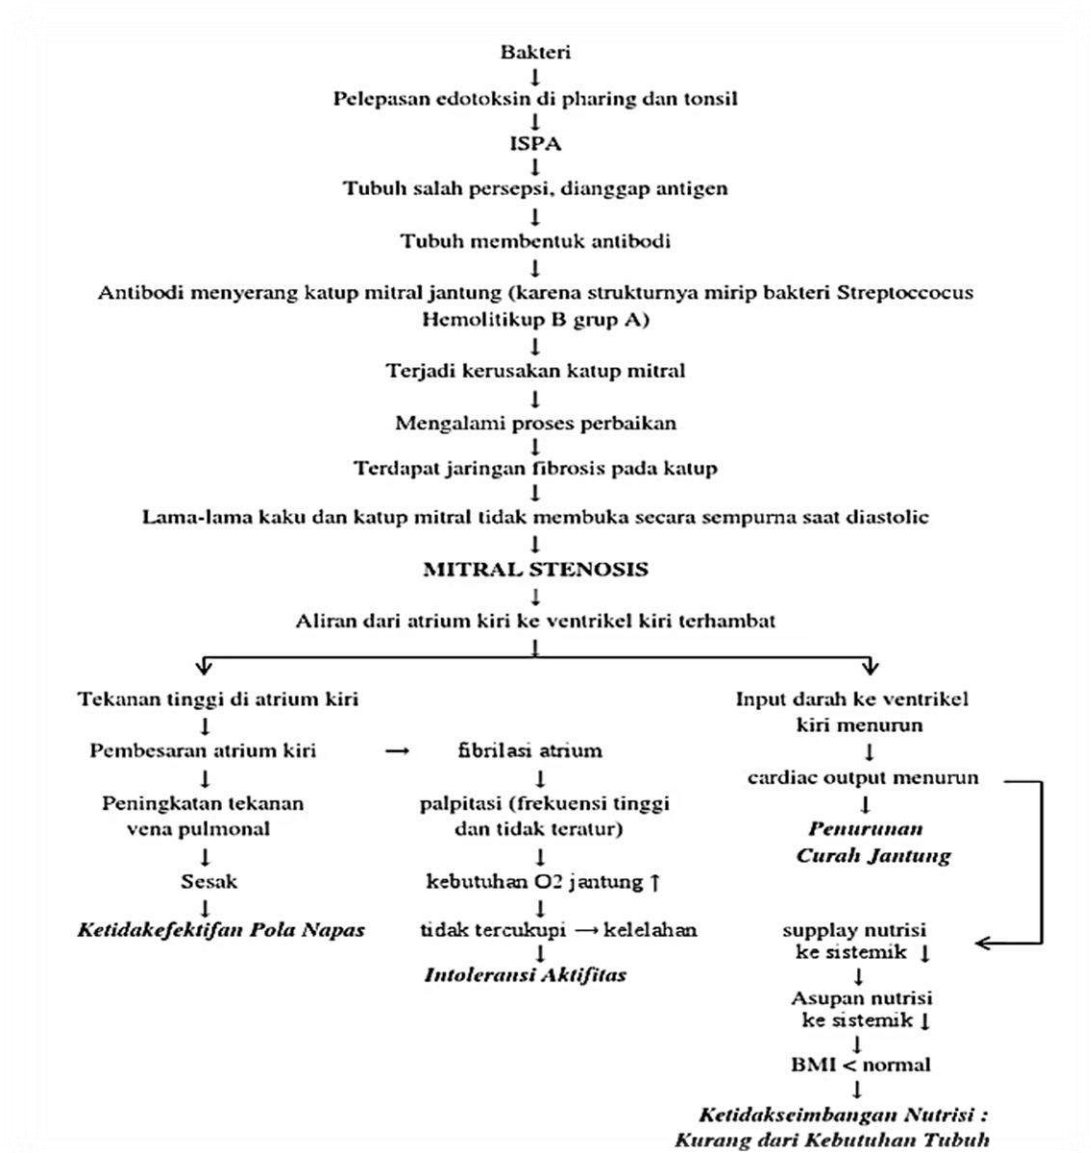 Bakteri
↓
Pelepasan edotoksin di pharing dan tonsil
↓
ISPA
↓
Tubuh salah persepsi, dianggap antigen
↓
Tubuh membentuk antibodi
↓
Antibodi menyerang katup mitral jantung (karena strukturnya mirip bakteri Streptoccocus
Hemolitikup B grup A)
↓
Terjadi kerusakan katup mitral
↓
Mengalami proses perbaikan
↓
Terdapat jaringan fibrosis pada katup
↓
Lama-lama kaku dan katup mitral tidak membuka secara sempurna saat diastolic
↓
MITRAL STENOSIS
↓
Aliran dari atrium kiri ke ventrikel kiri terhambat
↓
Tekanan tinggi di atrium kiri
↓
Pembesaran atrium kiri →
↓
Peningkatan tekanan
vena pulmonal
↓
Sesak
↓
Ketidakefektifan Pola Napas
fibrilasi atrium
↓
palpitasi (frekuensi tinggi
dan tidak teratur)
↓
kebutuhan O2 jantung ↑
↓
tidak tercukupi → kelelahan
↓
Intoleransi Aktifitas
Input darah ke ventrikel
kiri menurun
↓
cardiac output menurun
↓
Penurunan
Curah Jantung
supplay nutrisi
ke sistemik ↓
↓
Asupan nutrisi
ke sistemik ↓
↓
BMI < normal
↓
Ketidakseimbangan Nutrisi :
Kurang dari Kebutuhan Tubuh